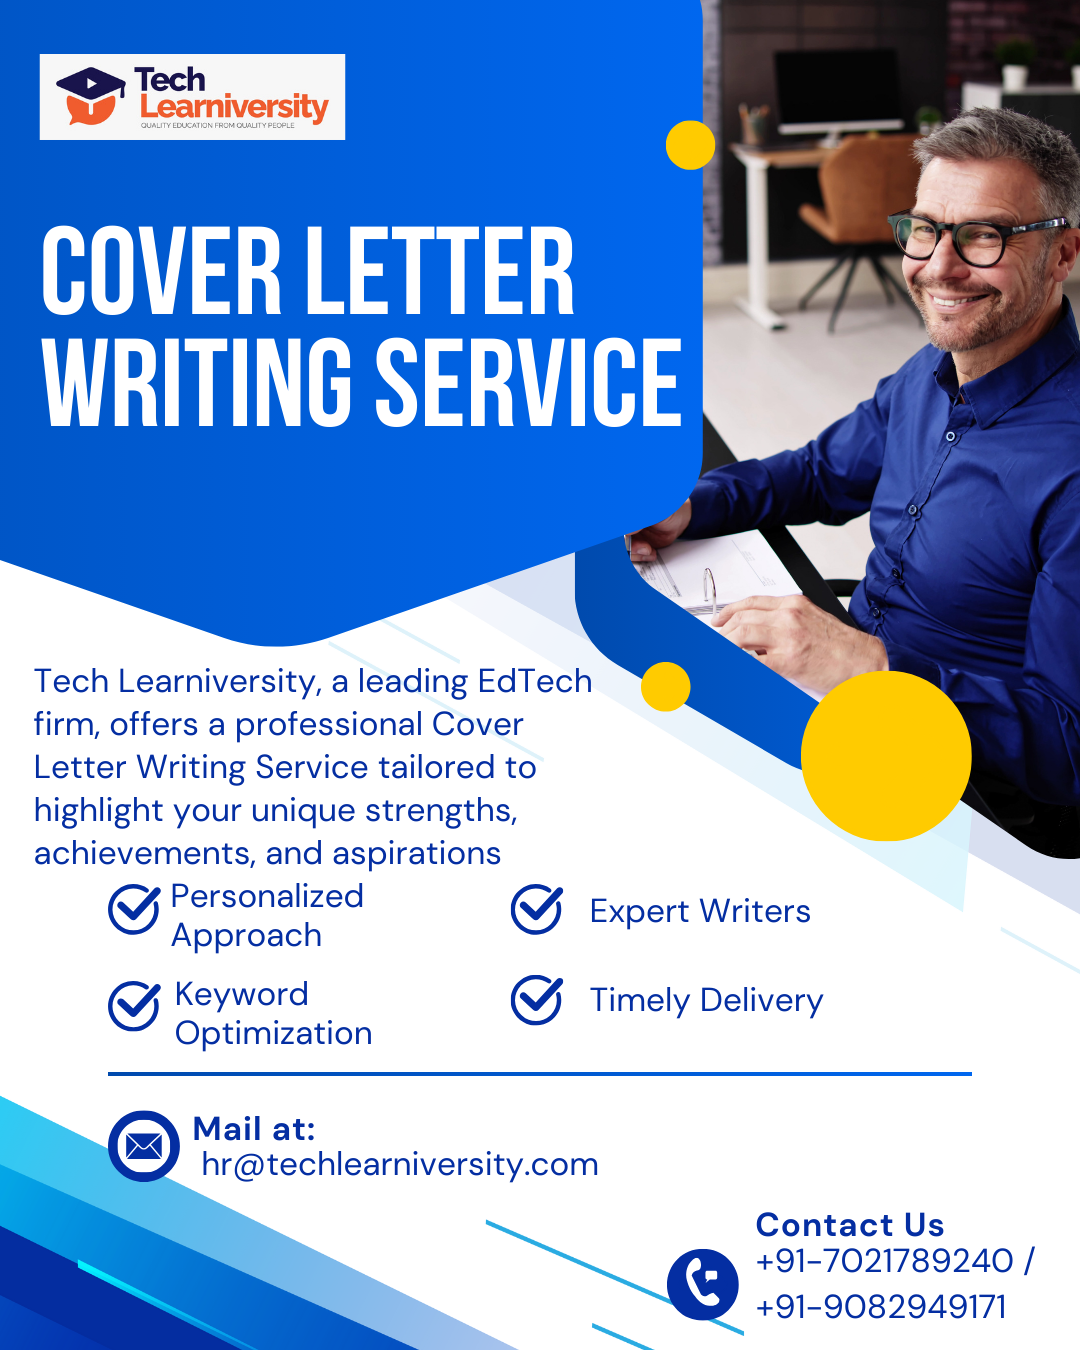 Tech
Learniversity
QUALITY EDUCATION FROM QUALITY PEOPLE
COVER LETTER
WRITING SERVICE
Tech Learniversity, a leading EdTech
firm, offers a professional Cover
Letter Writing Service tailored to
highlight your unique strengths,
achievements, and aspirations
Personalized
Approach
Expert Writers
Keyword
Optimization
Timely Delivery
Mail at:
hr@techlearniversity.com
Contact Us
+91-7021789240 /
+91-9082949171